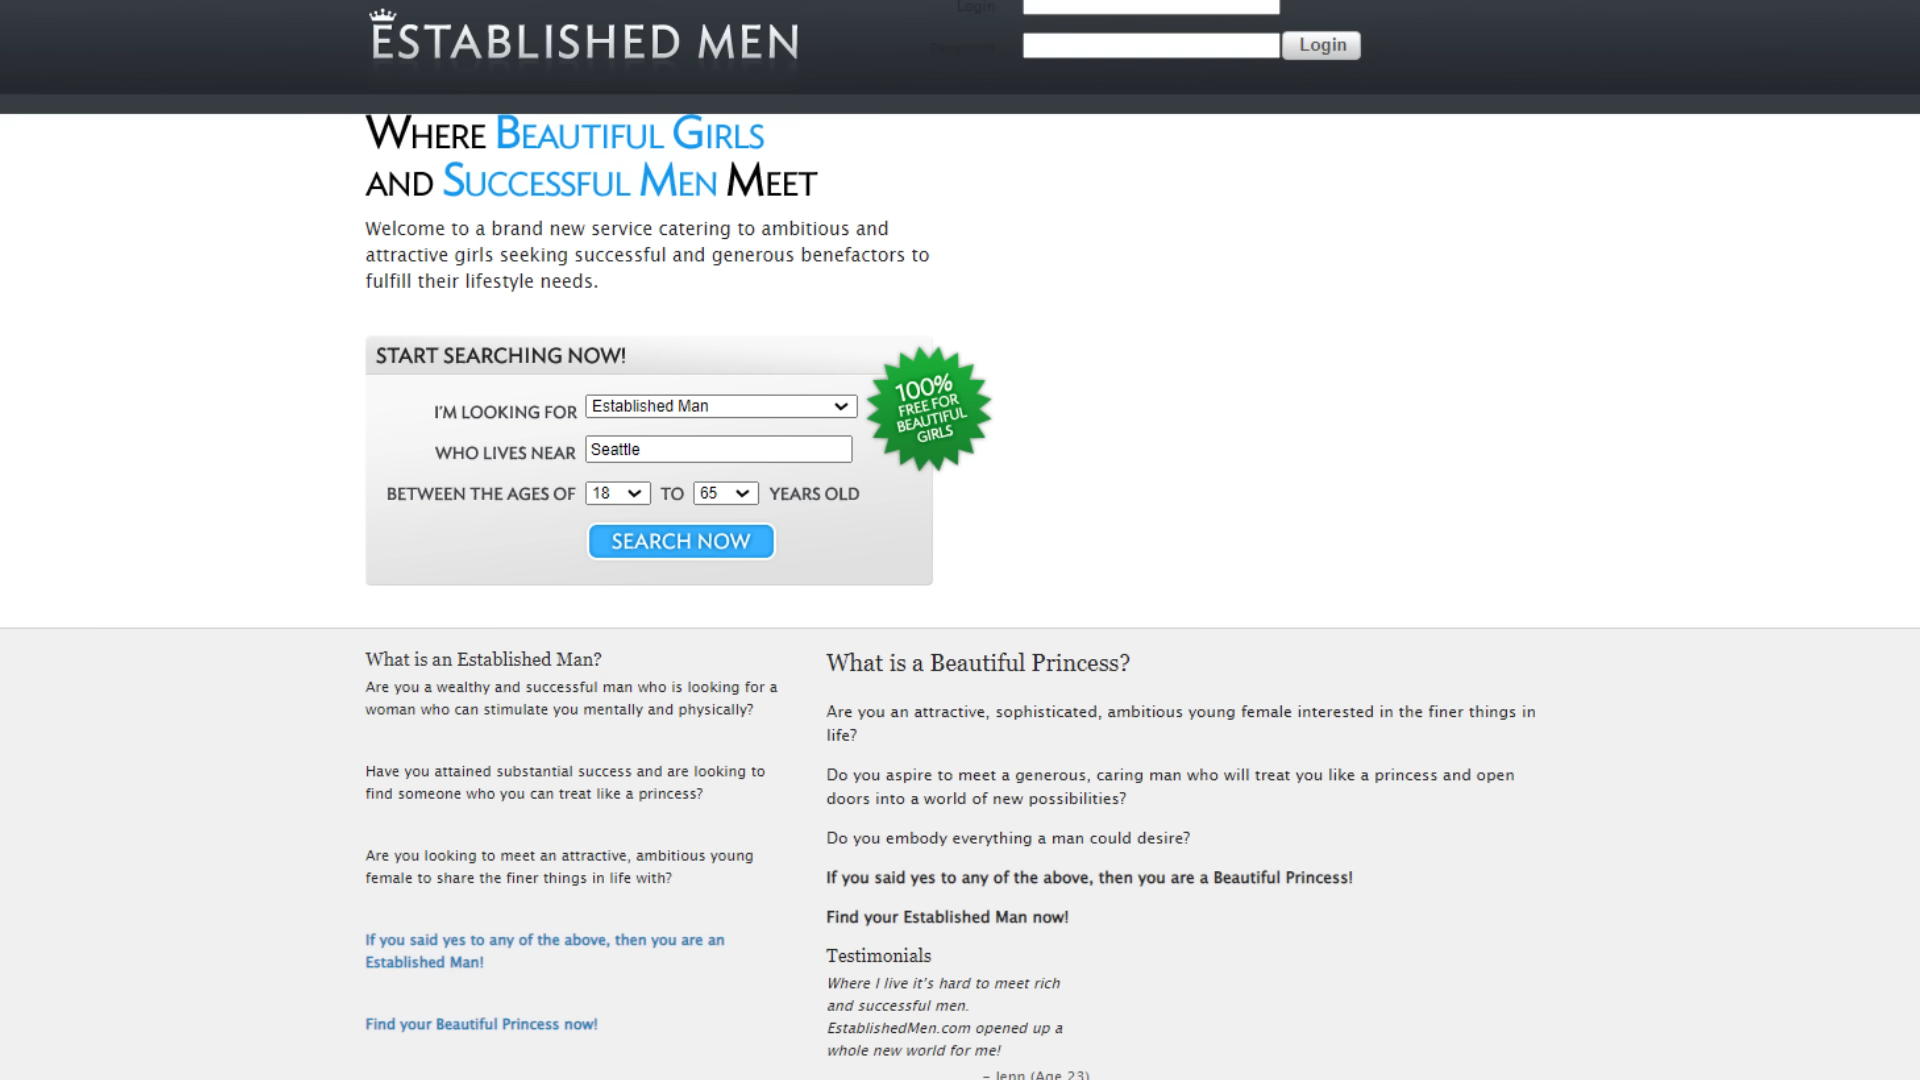 Login
ESTABLISHED MEN
Login
WHERE BEAUTIFUL GIRLS
AND SUCCESSFUL MEN MEET
Welcome to a brand new service catering to ambitious and
attractive girls seeking successful and generous benefactors to
fulfill their lifestyle needs.
START SEARCHING NOW!
I'M LOOKING FOR Established Man
WHO LIVES NEAR Seattle
BETWEEN THE AGES OF 18 TO 65 YEARS OLD
SEARCH NOW
100%
FREE FOR
BEAUTIFUL
GIRLS
What is an Established Man?
Are you a wealthy and successful man who is looking for a
woman who can stimulate you mentally and physically?
Have you attained substantial success and are looking to
find someone who you can treat like a princess?
Are you looking to meet an attractive, ambitious young
female to share the finer things in life with?
If you said yes to any of the above, then you are an
Established Man!
Find your Beautiful Princess now!
What is a Beautiful Princess?
Are you an attractive, sophisticated, ambitious young female interested in the finer things in
life?
Do you aspire to meet a generous, caring man who will treat you like a princess and open
doors into a world of new possibilities?
Do you embody everything a man could desire?
If you said yes to any of the above, then you are a Beautiful Princess!
Find your Established Man now!
Testimonials
Where I live it's hard to meet rich
and successful men.
EstablishedMen.com opened up a
whole new world for me!
– Jenn (Age 23)